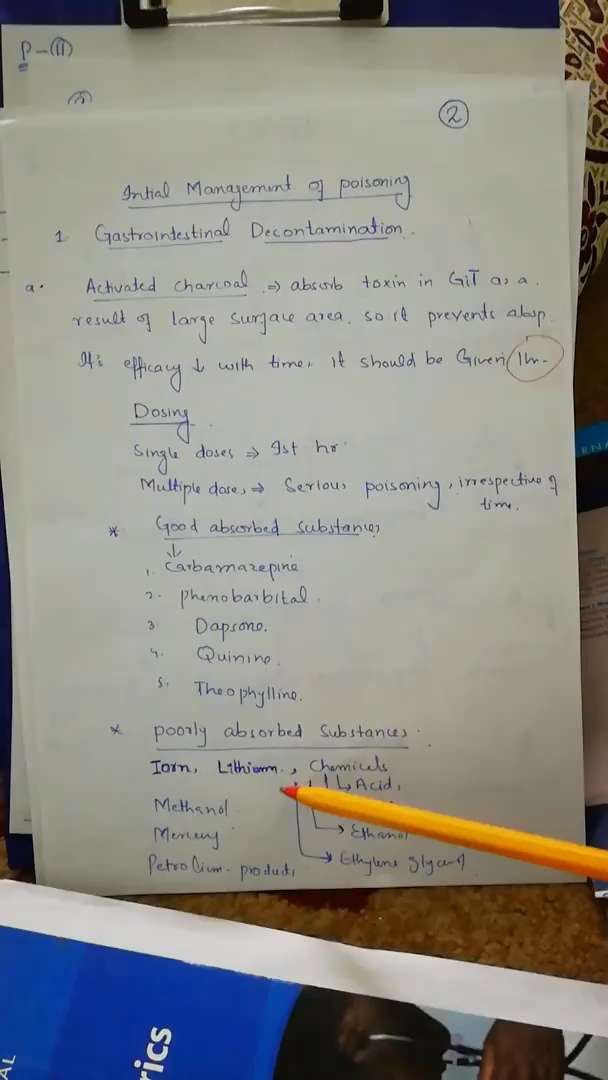 P-(11)
2
Intial Management of poisoning
1. Gastrointestinal Decontamination.
a. Activated charcoal ⇒ absorb toxin in GIT as a
result of large surface area. so it prevents absp.
It's efficacy ↓ with time. it should be Given 1hr.
Dosing
Single doses ⇒ 1st hr.
Multiple doses ⇒ Serious poisoning, irrespective of
time.
* Good absorbed substances
↓
1. Carbamazepine
2. phenobarbital.
3 Dapsone.
4. Quinine.
5. Theophylline.
* poorly absorbed substances.
Iorn, Lithium, Chemicals
↳ Acid,
Methanol.
Mercury → Ethanol
Petrolium. products → Ethylene glycol
rics
AL